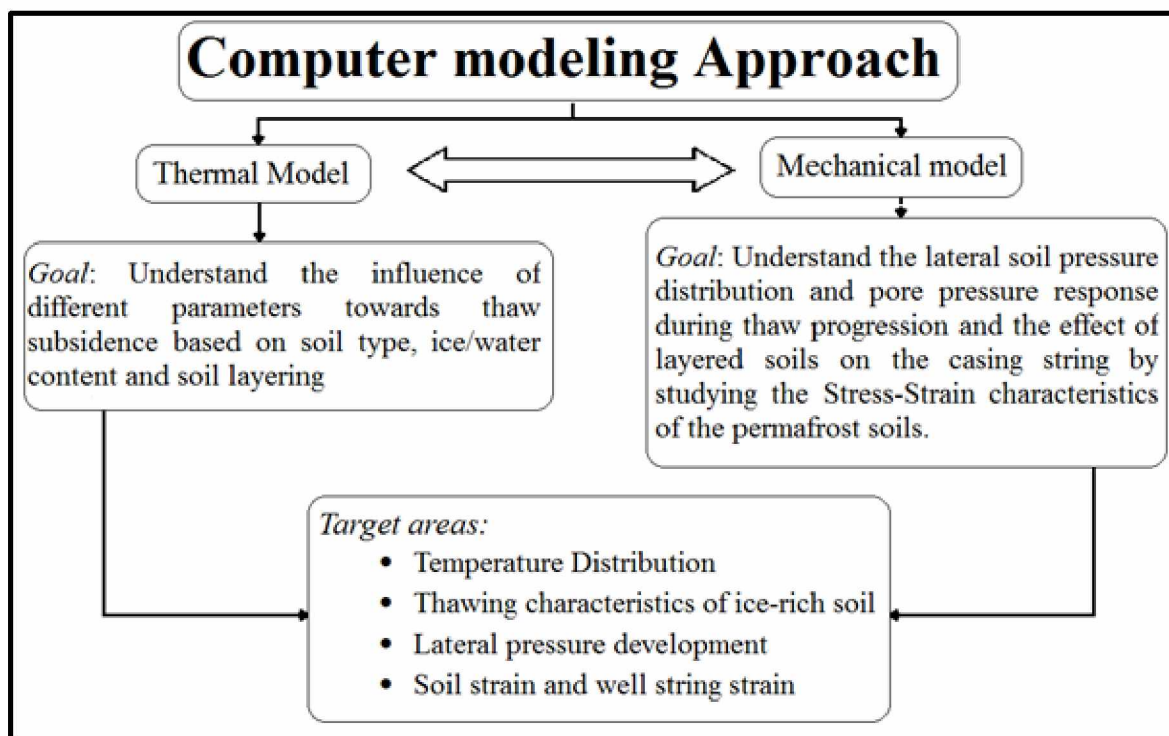 Computer modeling Approach
Thermal Model
Mechanical model
Goal: Understand the influence of
different parameters towards thaw
subsidence based on soil type, ice/water
content and soil layering
Goal: Understand the lateral soil pressure
distribution and pore pressure response
during thaw progression and the effect of
layered soils on the casing string by
studying the Stress-Strain characteristics
of the permafrost soils.
Target areas:
• Temperature Distribution
• Thawing characteristics of ice-rich soil
• Lateral pressure development
• Soil strain and well string strain